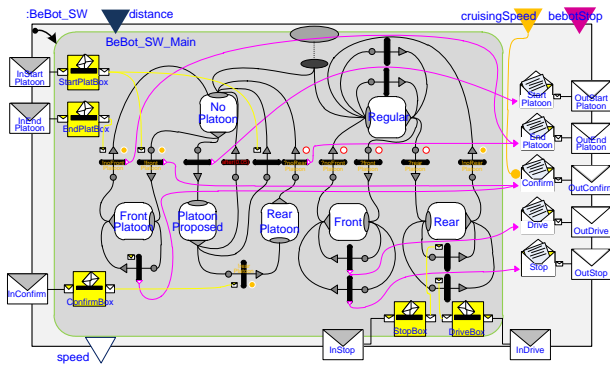 :BeBot_SW
distance
cruisingSpeed
bebotStop
BeBot_SW_Main
InStart
Platoon
StartPlatBox
InEnd
Platoon
EndPlatBox
No
Platoon
Regular
Start
Platoon
OutStart
Platoon
End
Platoon
OutEnd
Platoon
Confirm
OutConfirm
Front
Platoon
Platoon
Proposed
Rear
Platoon
Front
Rear
Drive
OutDrive
Stop
OutStop
InConfirm
ConfirmBox
StopBox
DriveBox
speed
InStop
InDrive